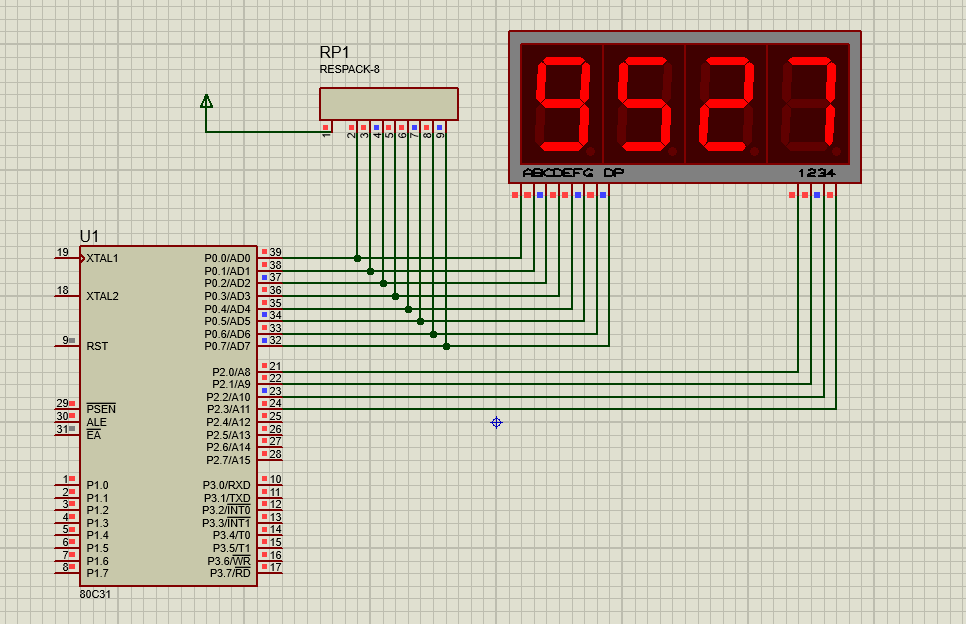 RP1
RESPACK-8
1 2 3 4 5 6 7 8 9
9527
ABCDEFG DP
1234
U1
19 XTAL1
18 XTAL2
9 RST
29 PSEN
30 ALE
31 EA
1 P1.0
2 P1.1
3 P1.2
4 P1.3
5 P1.4
6 P1.5
7 P1.6
8 P1.7
P0.0/AD0 39
P0.1/AD1 38
P0.2/AD2 37
P0.3/AD3 36
P0.4/AD4 35
P0.5/AD5 34
P0.6/AD6 33
P0.7/AD7 32
P2.0/A8 21
P2.1/A9 22
P2.2/A10 23
P2.3/A11 24
P2.4/A12 25
P2.5/A13 26
P2.6/A14 27
P2.7/A15 28
P3.0/RXD 10
P3.1/TXD 11
P3.2/INT0 12
P3.3/INT1 13
P3.4/T0 14
P3.5/T1 15
P3.6/WR 16
P3.7/RD 17
80C31